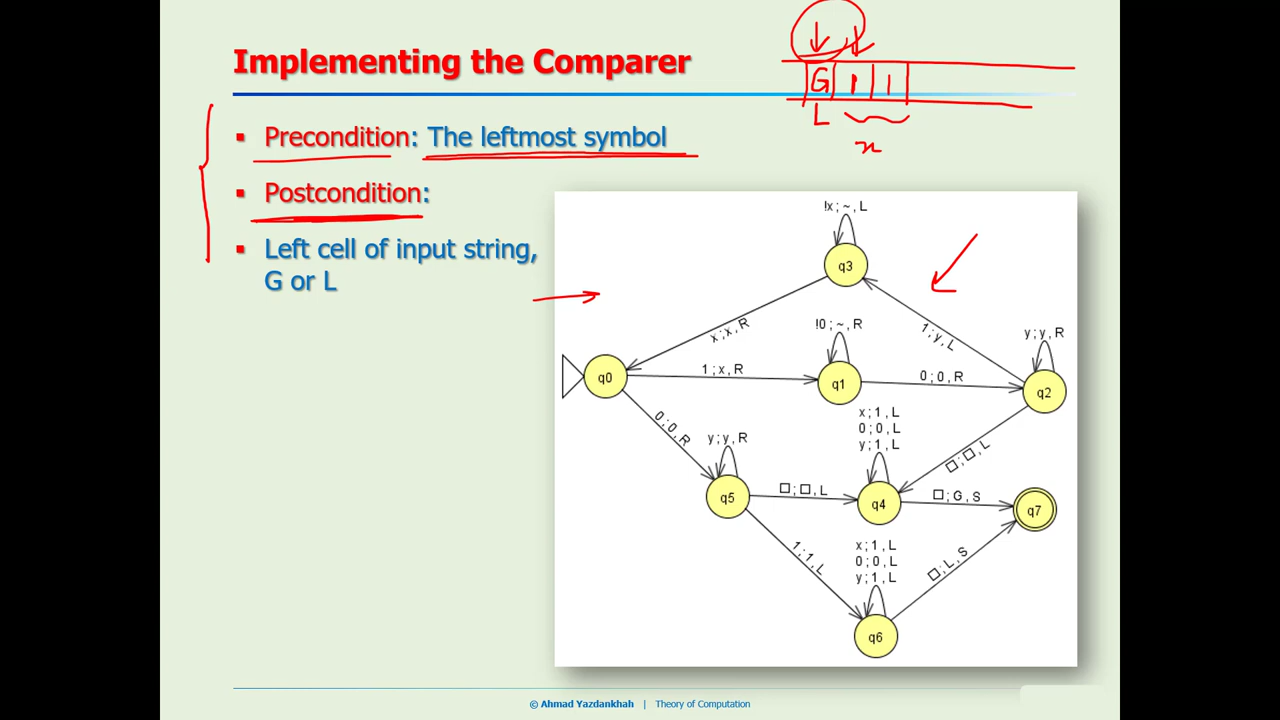 Implementing the Comparer
G 1 1
L
x
▪ Precondition: The leftmost symbol
▪ Postcondition:
▪ Left cell of input string,
G or L
!x ; ~ , L
q3
x ; x , R
1 ; y , L
!0 ; ~ , R
y ; y , R
q0
1 ; x , R
q1
0 ; 0 , R
q2
0 ; 0 , R
y ; y , R
x ; 1 , L
0 ; 0 , L
y ; 1 , L
□ ; □ , L
q5
□ ; □ , L
q4
□ ; G , S
q7
1 ; 1 , L
x ; 1 , L
0 ; 0 , L
y ; 1 , L
□ ; L , S
q6
© Ahmad Yazdankhah | Theory of Computation